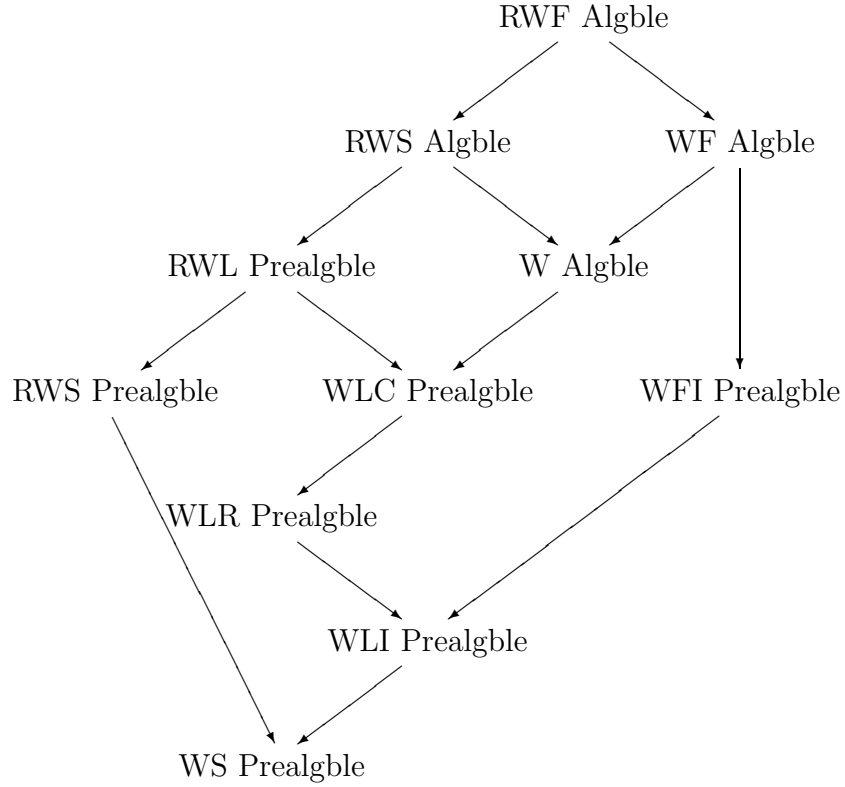 RWF Algble
RWS Algble WF Algble
RWL Prealgble W Algble
RWS Prealgble WLC Prealgble WFI Prealgble
WLR Prealgble
WLI Prealgble
WS Prealgble